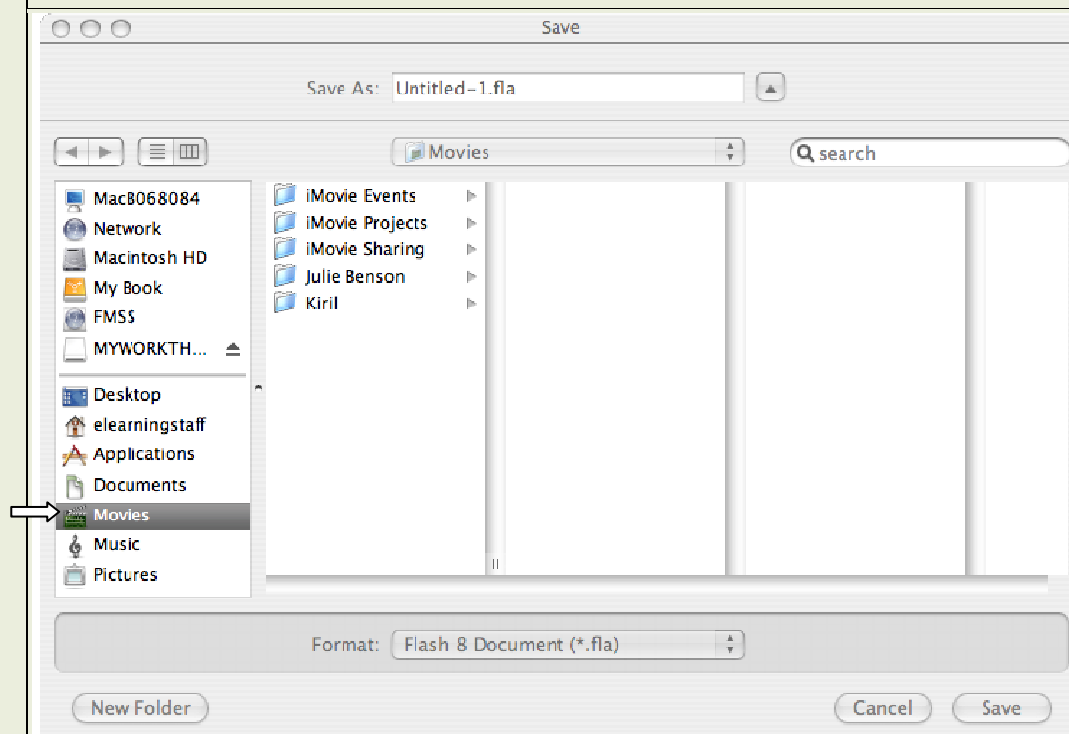 Save
Save As: Untitled-1.fla
Movies
search
MacB068084
Network
Macintosh HD
My Book
FMSS
MYWORKTH...
Desktop
elearningstaff
Applications
Documents
Movies
Music
Pictures
iMovie Events
iMovie Projects
iMovie Sharing
Julie Benson
Kiril
Format: Flash 8 Document (*.fla)
New Folder
Cancel
Save